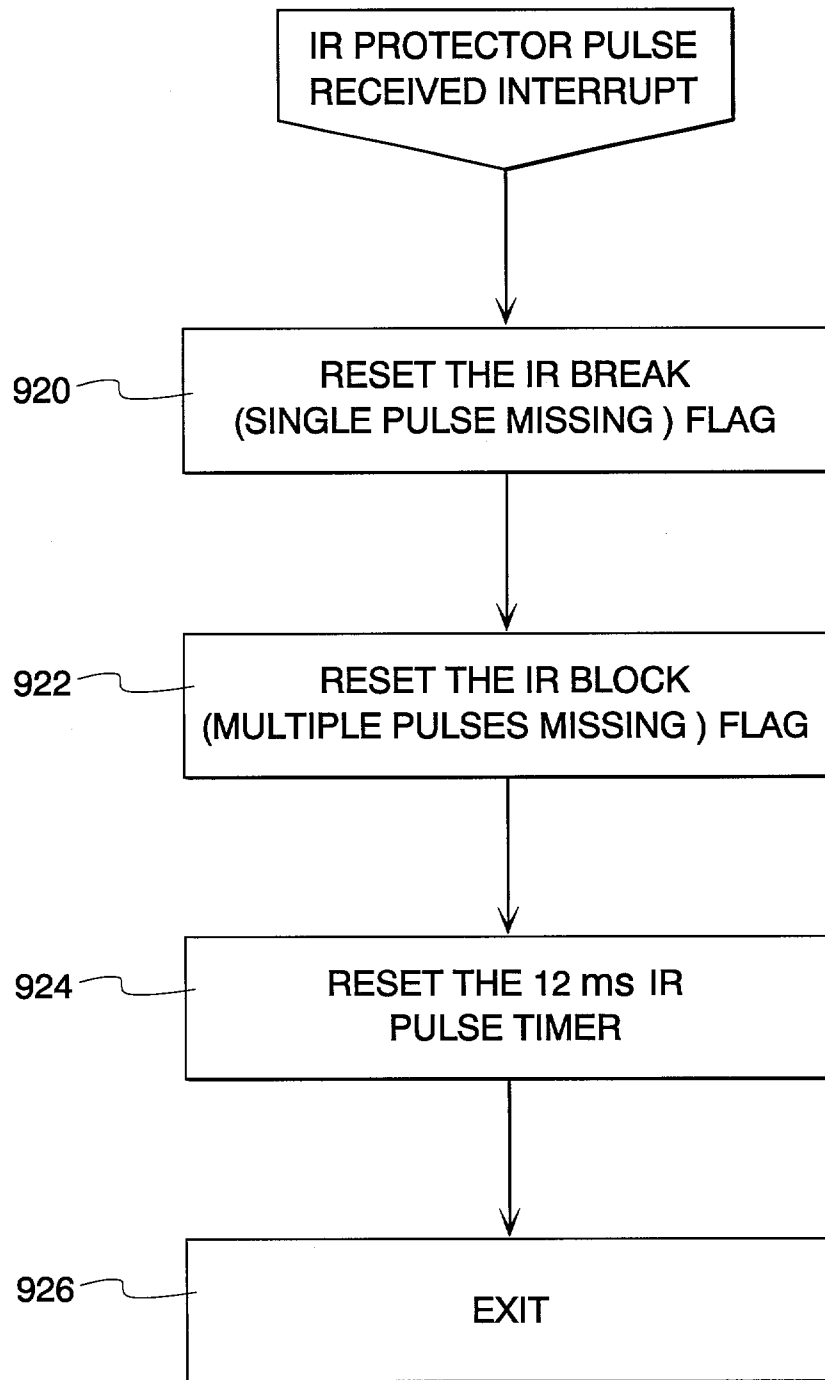 IR PROTECTOR PULSE
RECEIVED INTERRUPT
920
RESET THE IR BREAK
(SINGLE PULSE MISSING ) FLAG
922
RESET THE IR BLOCK
(MULTIPLE PULSES MISSING ) FLAG
924
RESET THE 12 ms IR
PULSE TIMER
926
EXIT